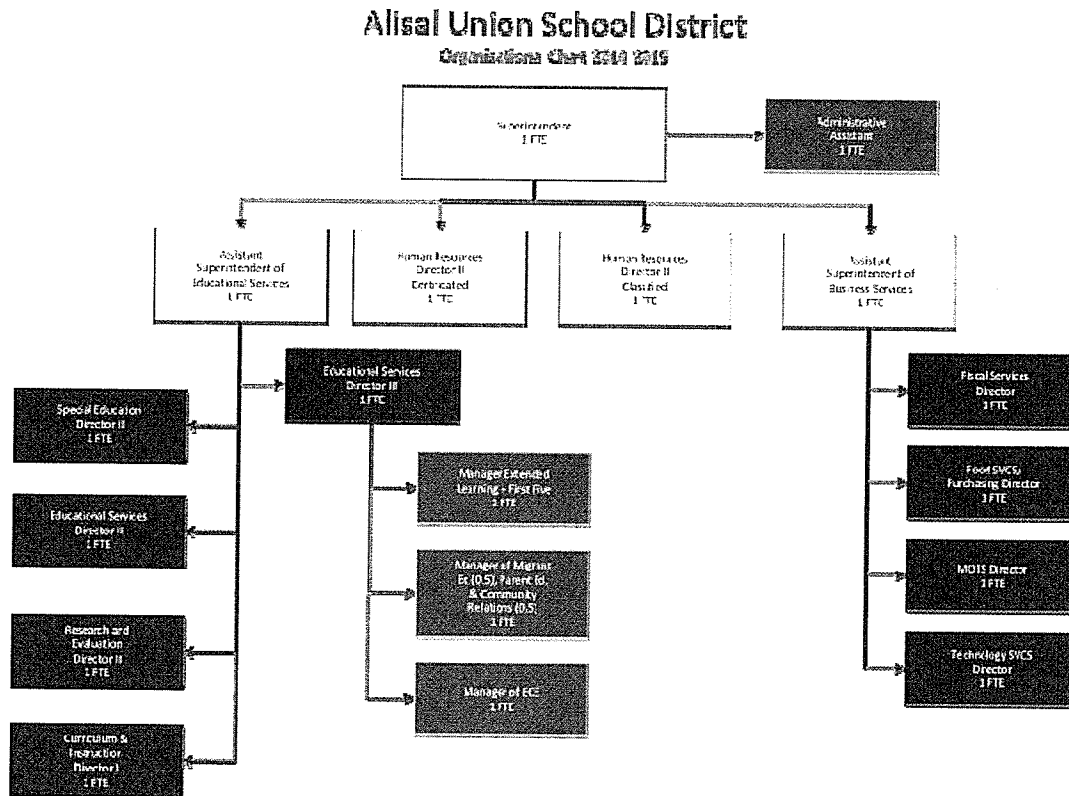 Alisal Union School District
Organizations Chart 2014 2015
Superintendent
1 FTE
Administrative
Assistant
1 FTE
Assistant
Superintendent of
Educational Services
1 FTE
Human Resources
Director II
Certificated
1 FTE
Human Resources
Director II
Classified
1 FTE
Assistant
Superintendent of
Business Services
1 FTE
Educational Services
Director III
1 FTE
Special Education
Director II
1 FTE
Educational Services
Director II
1 FTE
Research and
Evaluation
Director II
1 FTE
Curriculum &
Instruction
Director I
1 FTE
Manager Extended
Learning - First Five
1 FTE
Manager of Migrant
Ec (0.5), Parent Ed.
& Community
Relations (0.5)
1 FTE
Manager of ECE
1 FTE
Fiscal Services
Director
1 FTE
Food SVCS/
Purchasing Director
1 FTE
MOTS Director
1 FTE
Technology SVCS
Director
1 FTE